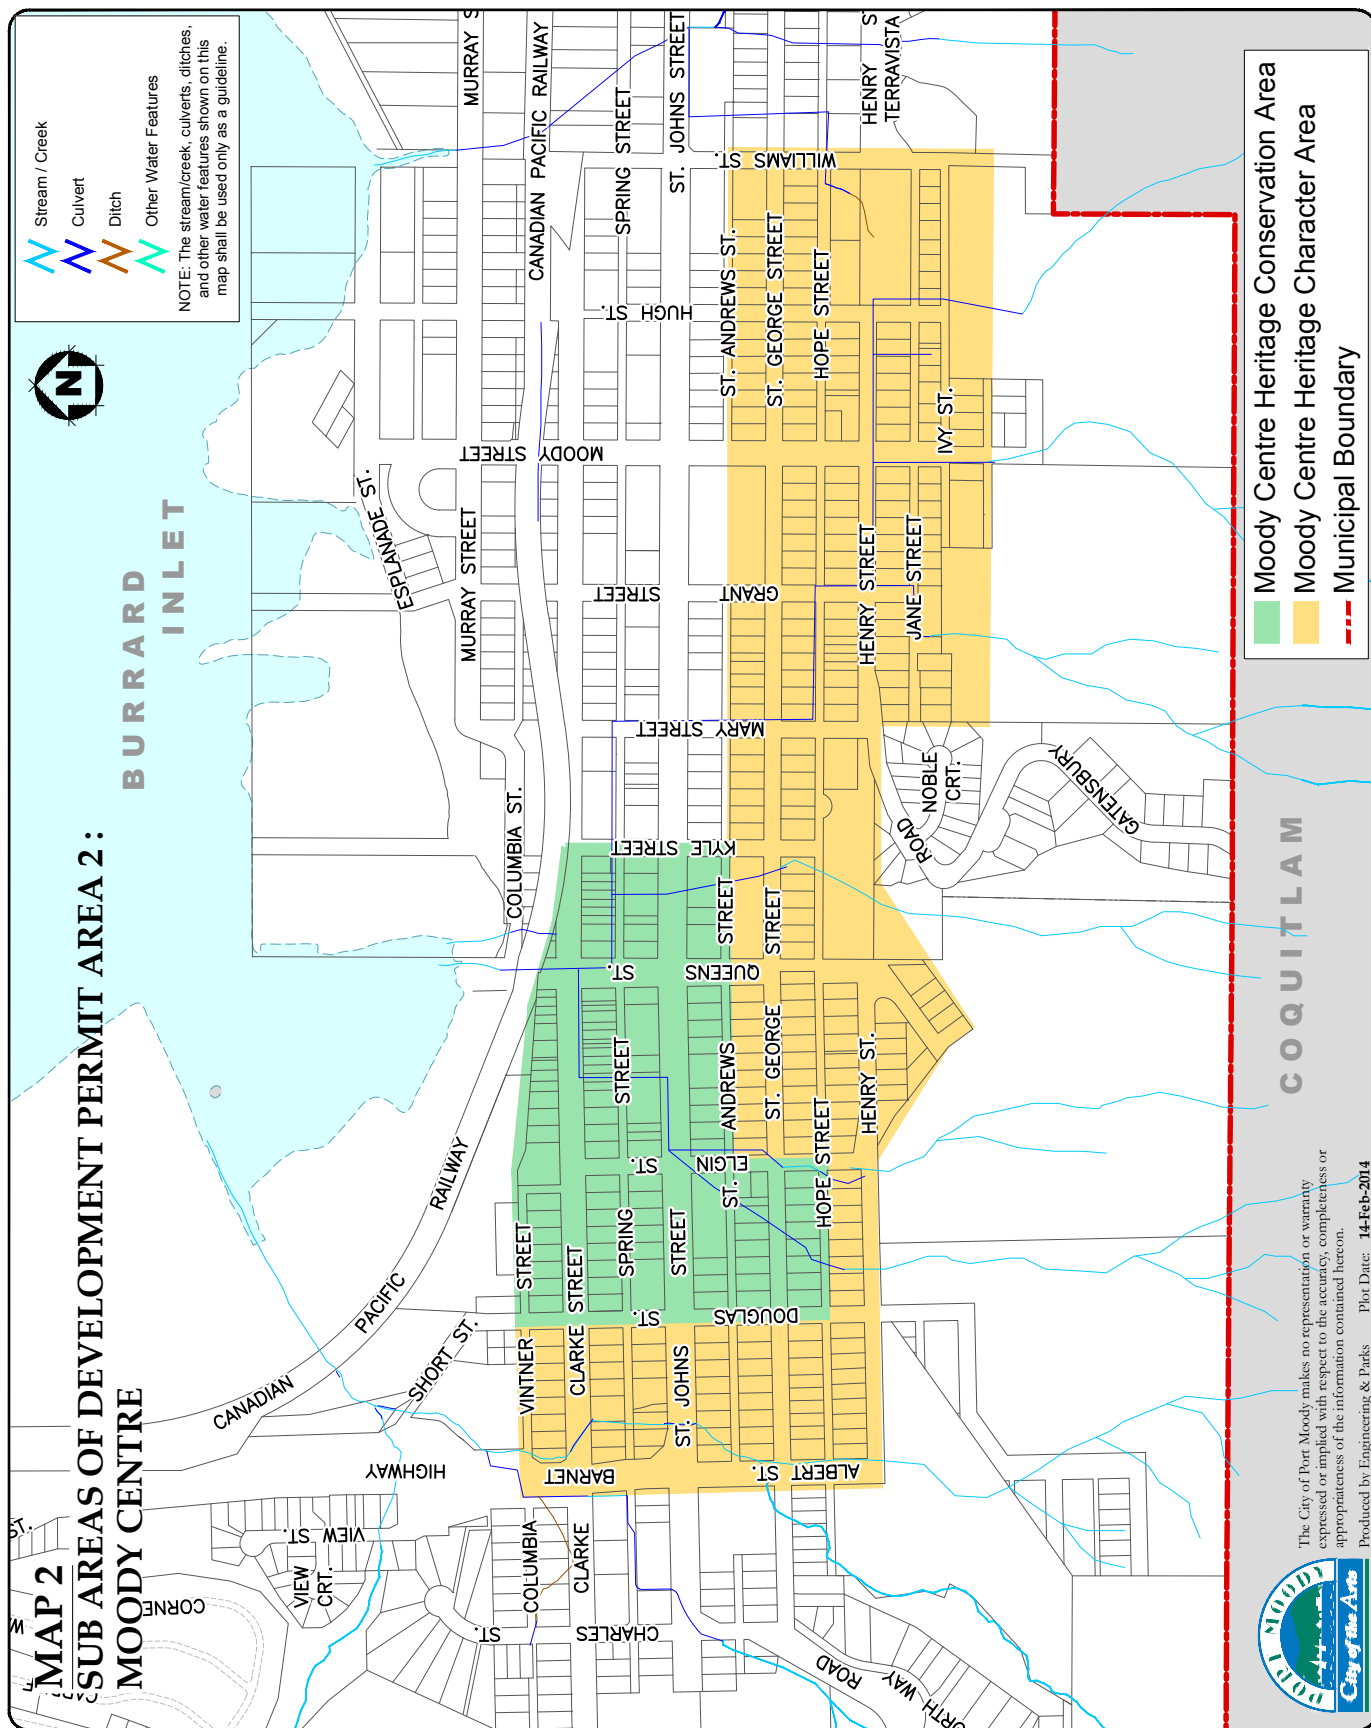 MAP 2
SUB AREAS OF DEVELOPMENT PERMIT AREA 2 :
MOODY CENTRE
BURRARD
INLET
N
Stream / Creek
Culvert
Ditch
Other Water Features
NOTE: The stream/creek, culverts, ditches,
and other water features shown on this
map shall be used only as a guideline.
ST.
CORNE
VIEW ST.
VIEW
CRT.
HIGHWAY
CANADIAN
PACIFIC
RAILWAY
SHORT ST.
COLUMBIA ST.
ESPLANADE ST.
MURRAY STREET
MURRAY S
MOODY STREET
CANADIAN PACIFIC RAILWAY
ST.
COLUMBIA
CLARKE
CHARLES
BARNET
VINTNER
STREET
CLARKE
STREET
SPRING
STREET
ST. JOHNS
STREET
DOUGLAS
ST.
ELGIN
ST.
ST.
ANDREWS
STREET
QUEENS
ST.
KYLE STREET
MARY STREET
GRANT
STREET
HUGH ST.
SPRING STREET
ST. JOHNS STREET
WILLIAMS ST.
ST. ANDREWS ST.
ST. GEORGE STREET
HOPE STREET
ST. GEORGE
STREET
HOPE STREET
HENRY ST.
HENRY STREET
JANE STREET
IVY ST.
HENRY S
TERRAVISTA
ALBERT ST.
ROAD
NOBLE
CRT.
GATENSBURY
ROAD
WAY
COQUITLAM
Moody Centre Heritage Conservation Area
Moody Centre Heritage Character Area
Municipal Boundary
PORT MOODY
City of the Arts
The City of Port Moody makes no representation or warranty
expressed or implied with respect to the accuracy, completeness or
appropriateness of the information contained hereon.
Produced by Engineering & Parks Plot Date: 14-Feb-2014